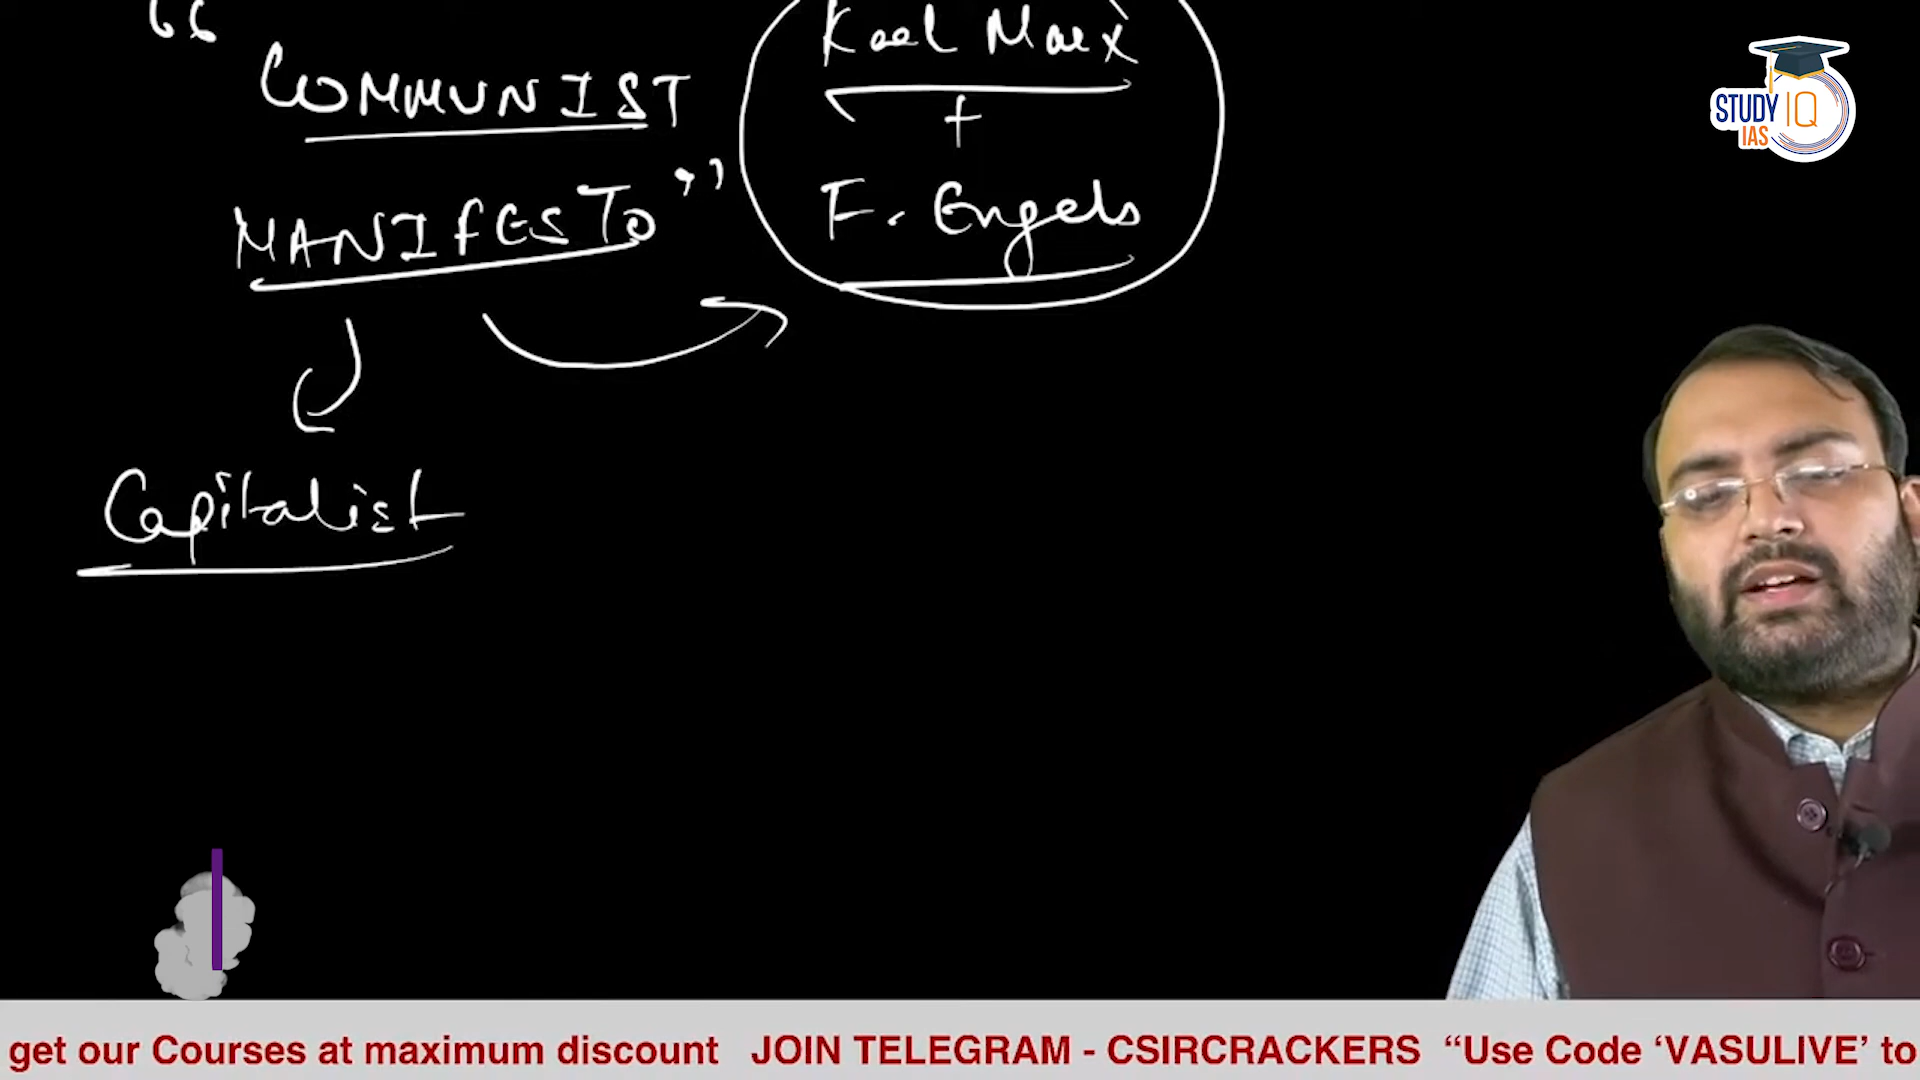 “
COMMUNIST
MANIFESTO”
Karl Marx
+
F. Engels
Capitalist
STUDY IQ
IAS
get our Courses at maximum discount JOIN TELEGRAM - CSIRCRACKERS “Use Code ‘VASULIVE’ to